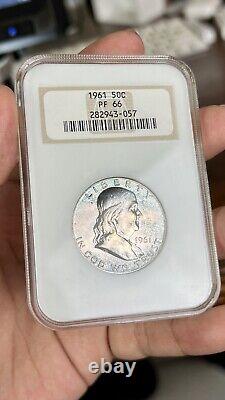 1961 50C
PF 66
282943-057
LIBERTY
1961
IN GOD WE TRUST